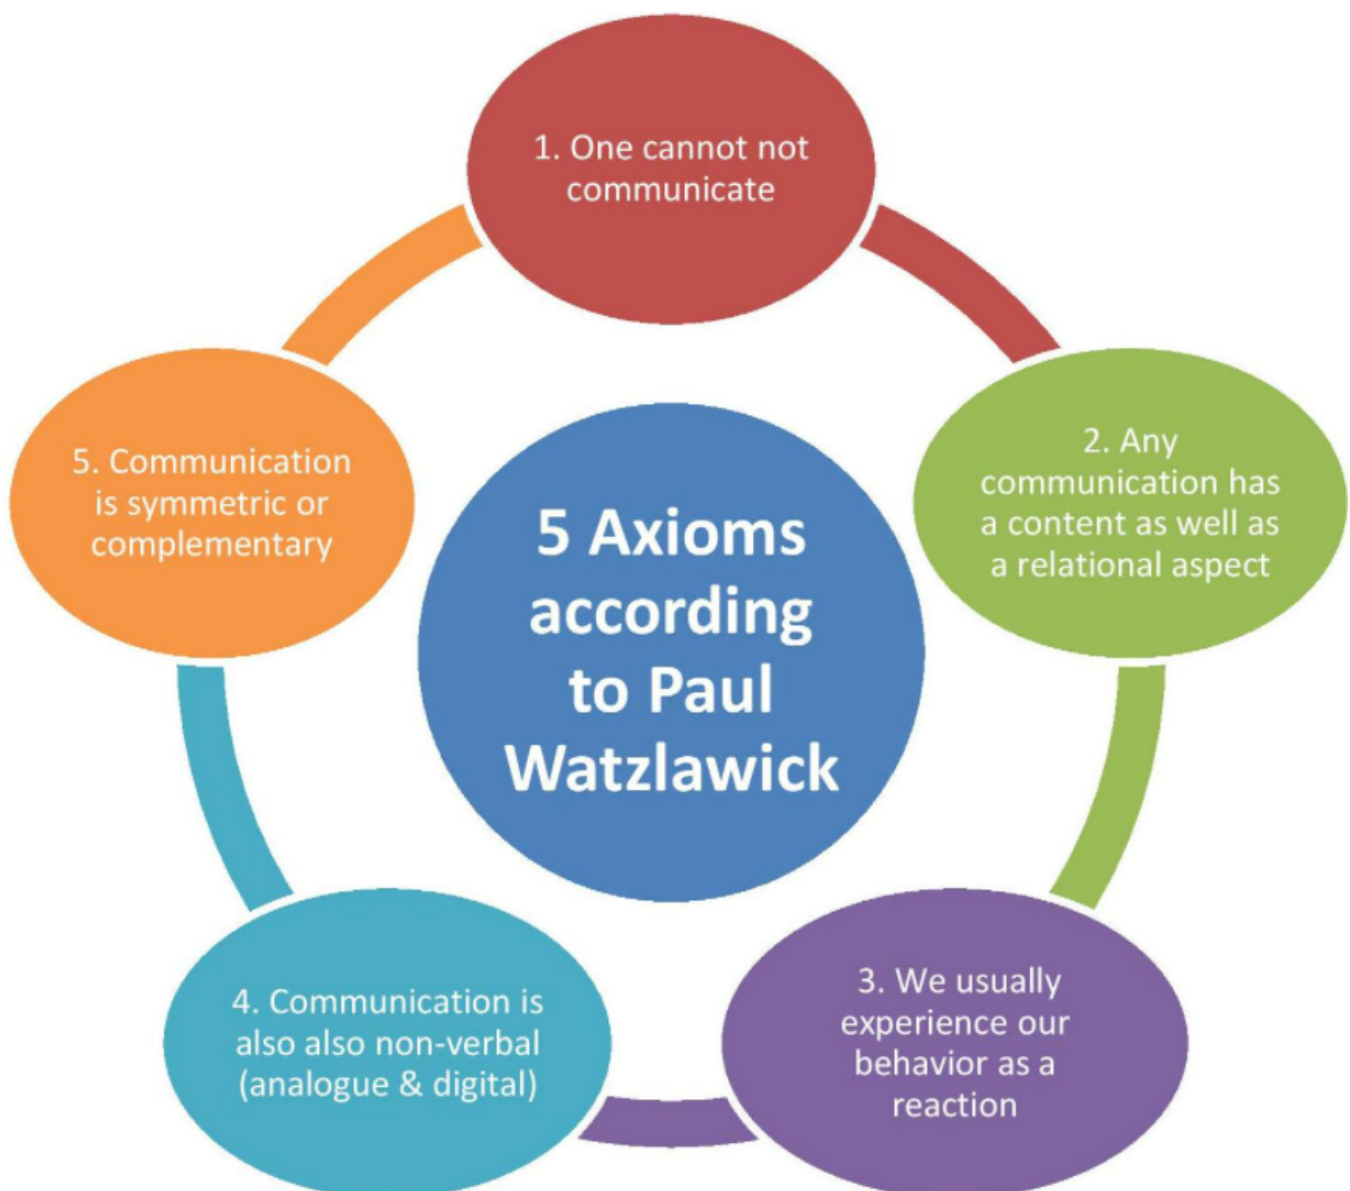 1. One cannot not
communicate
2. Any
communication has
a content as well as
a relational aspect
3. We usually
experience our
behavior as a
reaction
4. Communication is
also also non-verbal
(analogue & digital)
5. Communication
is symmetric or
complementary
5 Axioms
according
to Paul
Watzlawick